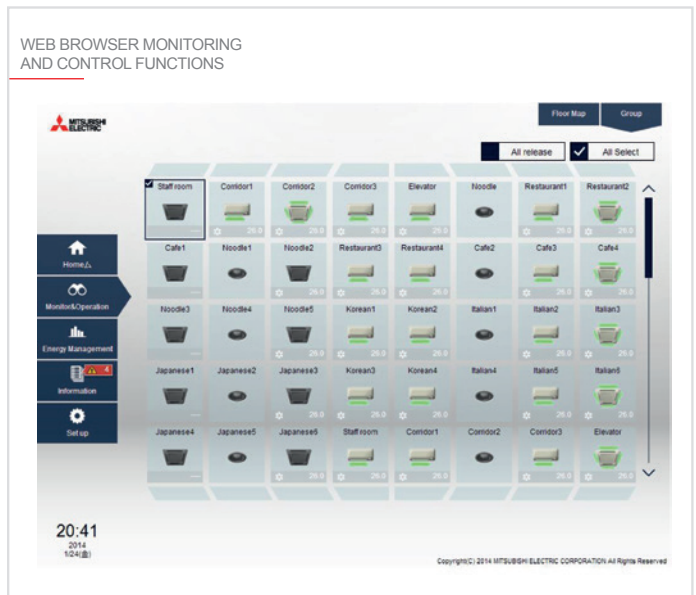 WEB BROWSER MONITORING
AND CONTROL FUNCTIONS
MITSUBISHI
ELECTRIC
Floor Map Group
All release All Select
Staff room Corridor1 Corridor2 Corridor3 Elevator Noodle Restaurant1 Restaurant2
Cafe1 Noodle1 Noodle2 Restaurant3 Restaurant4 Cafe2 Cafe3 Cafe4
Noodle3 Noodle4 Noodle5 Korean1 Korean2 Italian1 Italian2 Italian3
Japanese1 Japanese2 Japanese3 Korean3 Korean4 Italian4 Italian5 Italian6
Japanese4 Japanese5 Japanese6 Staff room Corridor1 Corridor2 Corridor3 Elevator
Home
Monitor&Operation
Energy Management
4
Information
Set up
20:41
2014
1/24
Copyright(C) 2014 MITSUBISHI ELECTRIC CORPORATION All Rights Reserved